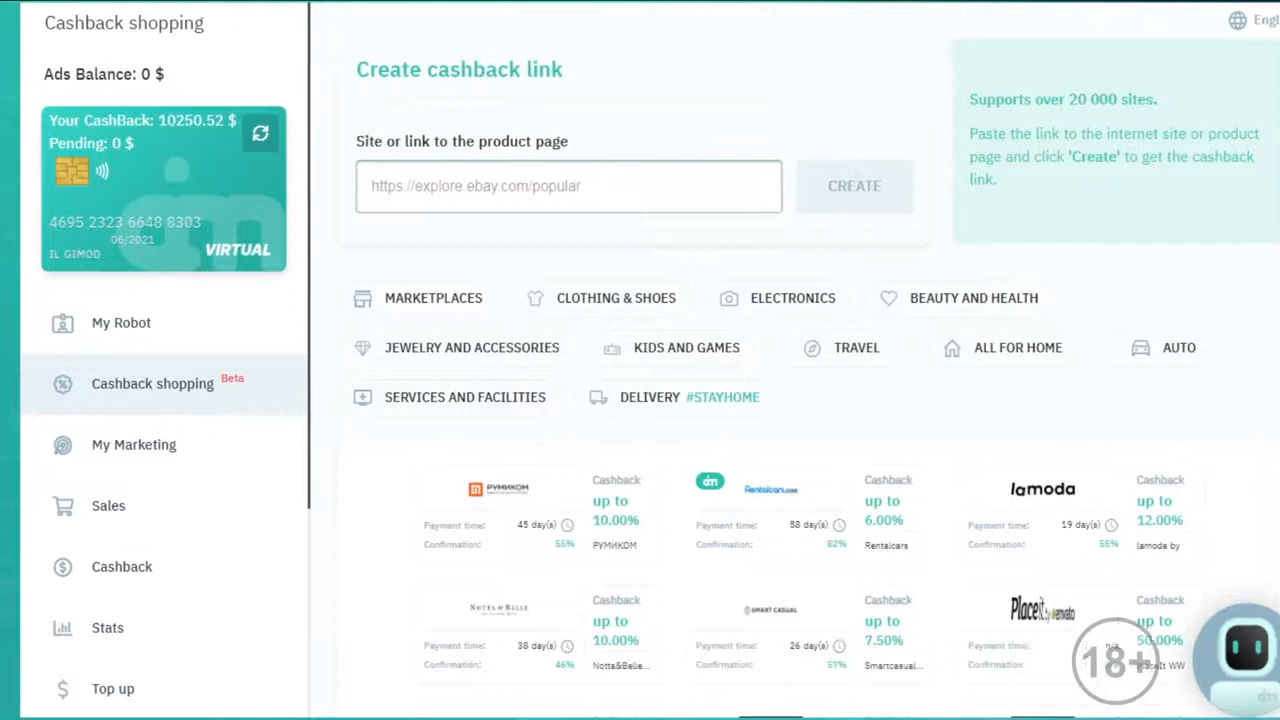 Cashback shopping
Engl
Ads Balance: 0 $
Your CashBack: 10250.52 $
Pending: 0 $
4695 2323 6648 8303
06/2021
IL GIMOD
VIRTUAL
My Robot
Cashback shopping Beta
My Marketing
Sales
Cashback
Stats
Top up
Create cashback link
Site or link to the product page
https://explore.ebay.com/popular
CREATE
Supports over 20 000 sites.
Paste the link to the internet site or product
page and click 'Create' to get the cashback
link.
MARKETPLACES CLOTHING & SHOES ELECTRONICS BEAUTY AND HEALTH
JEWELRY AND ACCESSORIES KIDS AND GAMES TRAVEL ALL FOR HOME AUTO
SERVICES AND FACILITIES DELIVERY #STAYHOME
РУМИКОМ
Payment time: 45 day(s)
Confirmation: 55%
Cashback
up to
10.00%
РУМИКОМ
Rentalcars.com
Payment time: 58 day(s)
Confirmation: 82%
Cashback
up to
6.00%
Rentalcars
lamoda
Payment time: 19 day(s)
Confirmation: 55%
Cashback
up to
12.00%
lamoda by
NOTTA & BELLE
Payment time: 38 day(s)
Confirmation: 46%
Cashback
up to
10.00%
Notta&Belle...
SMART CASUAL
Payment time: 26 day(s)
Confirmation: 57%
Cashback
up to
7.50%
Smartcasual...
Placeit by envato
Payment time:
Confirmation:
Cashback
up to
50.00%
PlaceIt WW
18+